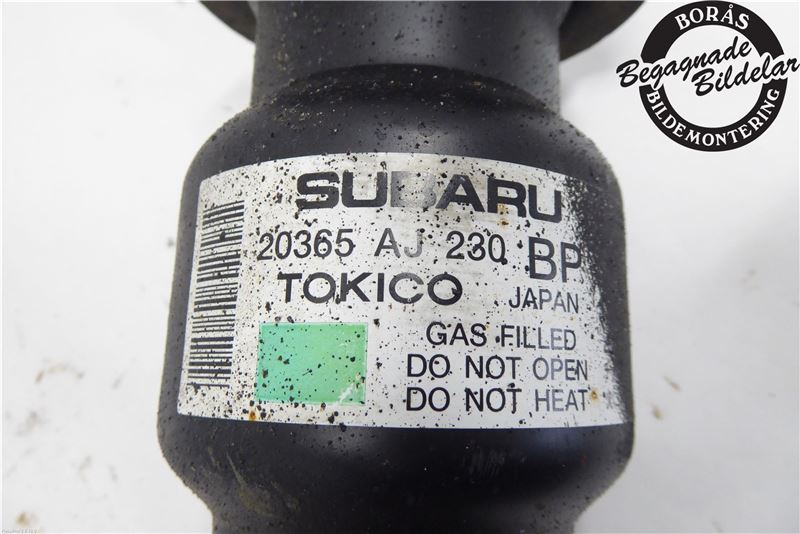 BORÅS
Begagnade
Bildelar
BILDEMONTERING
SUBARU
20365 AJ 230 BP
TOKICO JAPAN
GAS FILLED
DO NOT OPEN
DO NOT HEAT